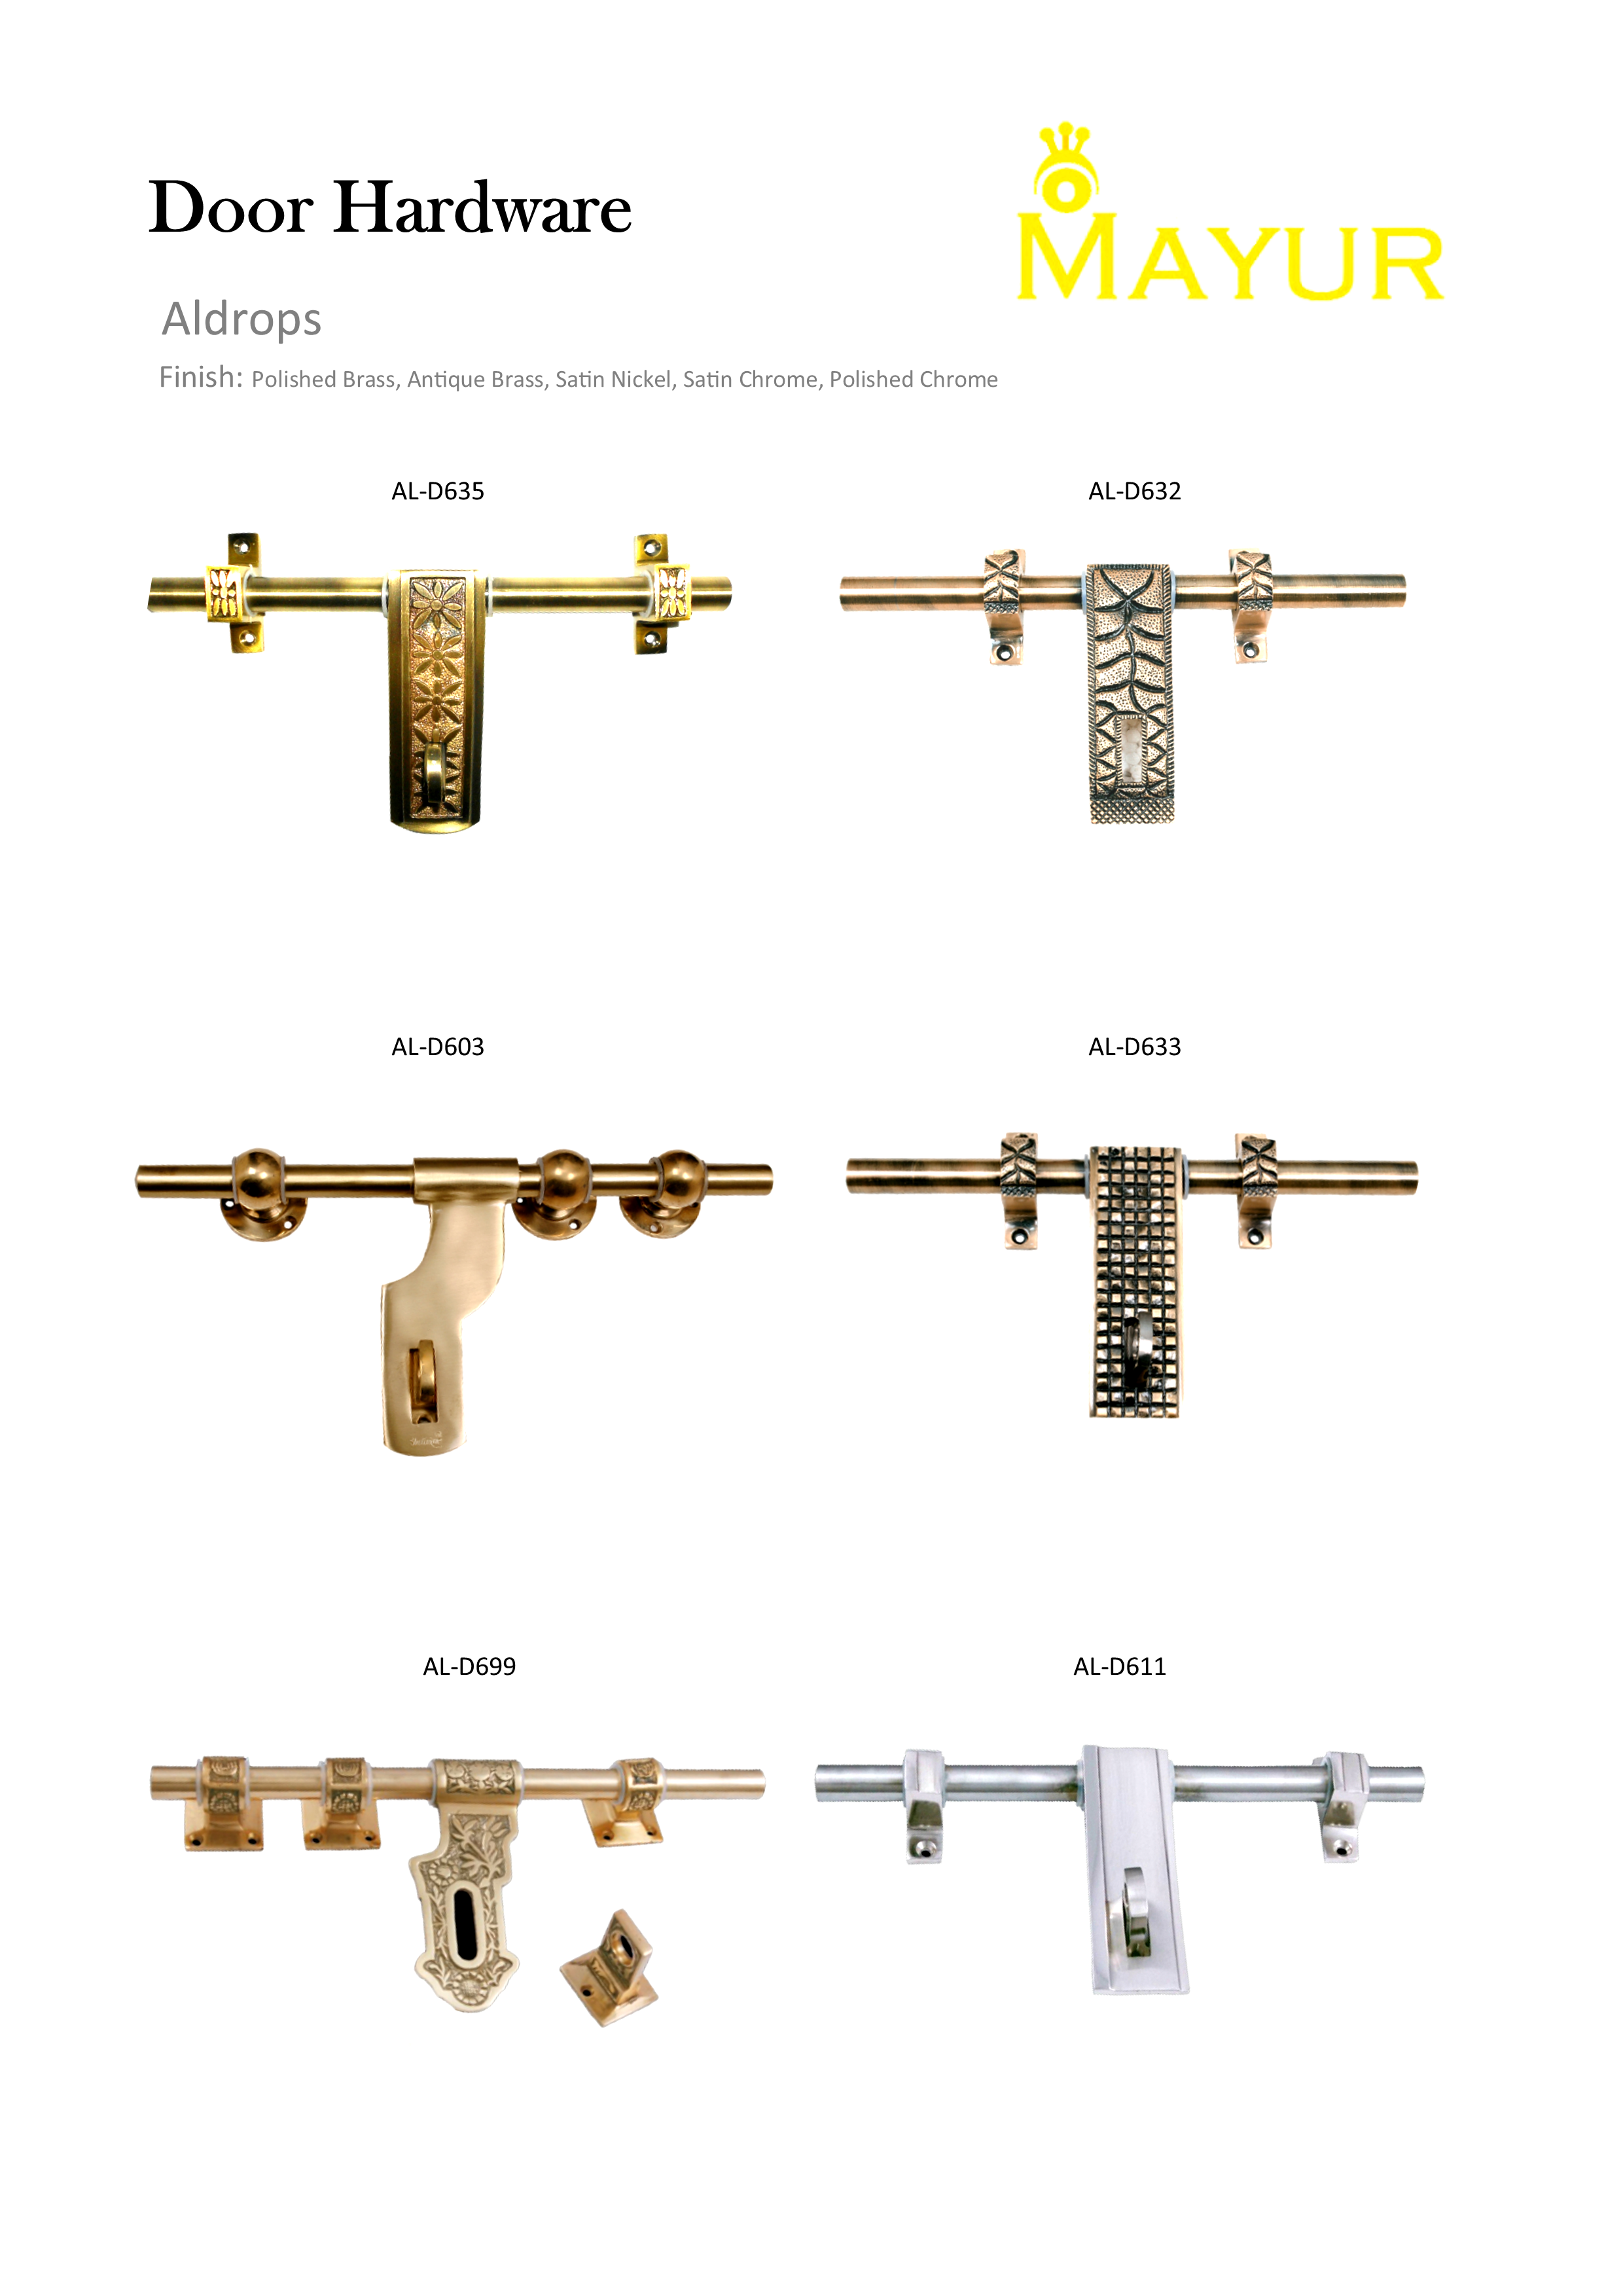 Door Hardware
MAYUR
Aldrops
Finish: Polished Brass, Antique Brass, Satin Nickel, Satin Chrome, Polished Chrome
AL-D635
AL-D632
AL-D603
AL-D633
AL-D699
AL-D611